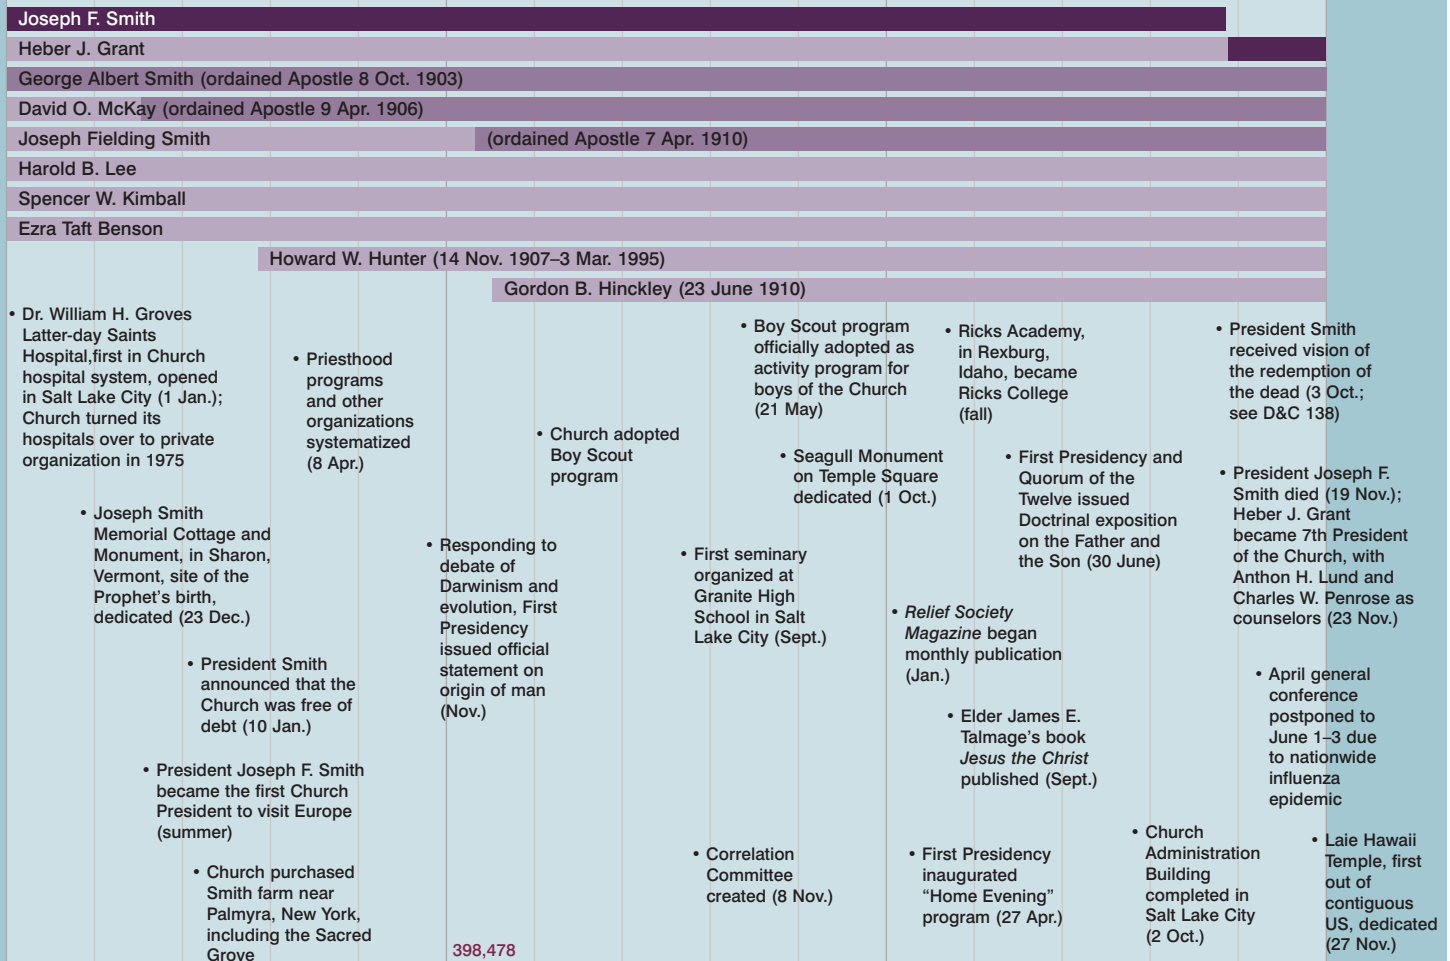 Joseph F. Smith
Heber J. Grant
George Albert Smith (ordained Apostle 8 Oct. 1903)
David O. McKay (ordained Apostle 9 Apr. 1906)
Joseph Fielding Smith (ordained Apostle 7 Apr. 1910)
Harold B. Lee
Spencer W. Kimball
Ezra Taft Benson
Howard W. Hunter (14 Nov. 1907–3 Mar. 1995)
Gordon B. Hinckley (23 June 1910)
• Dr. William H. Groves
Latter-day Saints
Hospital,first in Church
hospital system, opened
in Salt Lake City (1 Jan.);
Church turned its
hospitals over to private
organization in 1975
• Joseph Smith
Memorial Cottage and
Monument, in Sharon,
Vermont, site of the
Prophet’s birth,
dedicated (23 Dec.)
• President Smith
announced that the
Church was free of
debt (10 Jan.)
• President Joseph F. Smith
became the first Church
President to visit Europe
(summer)
• Church purchased
Smith farm near
Palmyra, New York,
including the Sacred
Grove
• Priesthood
programs
and other
organizations
systematized
(8 Apr.)
• Responding to
debate of
Darwinism and
evolution, First
Presidency
issued official
statement on
origin of man
(Nov.)
398,478
• Church adopted
Boy Scout
program
• First seminary
organized at
Granite High
School in Salt
Lake City (Sept.)
• Correlation
Committee
created (8 Nov.)
• Boy Scout program
officially adopted as
activity program for
boys of the Church
(21 May)
• Seagull Monument
on Temple Square
dedicated (1 Oct.)
• Relief Society
Magazine began
monthly publication
(Jan.)
• First Presidency
inaugurated
“Home Evening”
program (27 Apr.)
• Ricks Academy,
in Rexburg,
Idaho, became
Ricks College
(fall)
• Elder James E.
Talmage’s book
Jesus the Christ
published (Sept.)
• First Presidency and
Quorum of the
Twelve issued
Doctrinal exposition
on the Father and
the Son (30 June)
• Church
Administration
Building
completed in
Salt Lake City
(2 Oct.)
• President Smith
received vision of
the redemption of
the dead (3 Oct.;
see D&C 138)
• President Joseph F.
Smith died (19 Nov.);
Heber J. Grant
became 7th President
of the Church, with
Anthon H. Lund and
Charles W. Penrose as
counselors (23 Nov.)
• April general
conference
postponed to
June 1–3 due
to nationwide
influenza
epidemic
• Laie Hawaii
Temple, first
out of
contiguous
US, dedicated
(27 Nov.)